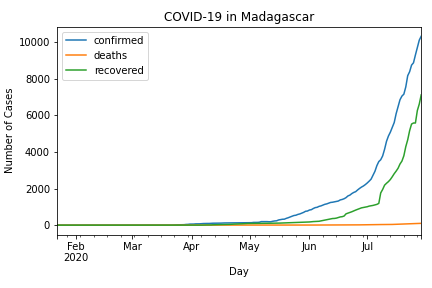 COVID-19 in Madagascar
confirmed
deaths
recovered
Number of Cases
10000
8000
6000
4000
2000
0
Feb Mar Apr May Jun Jul
2020
Day